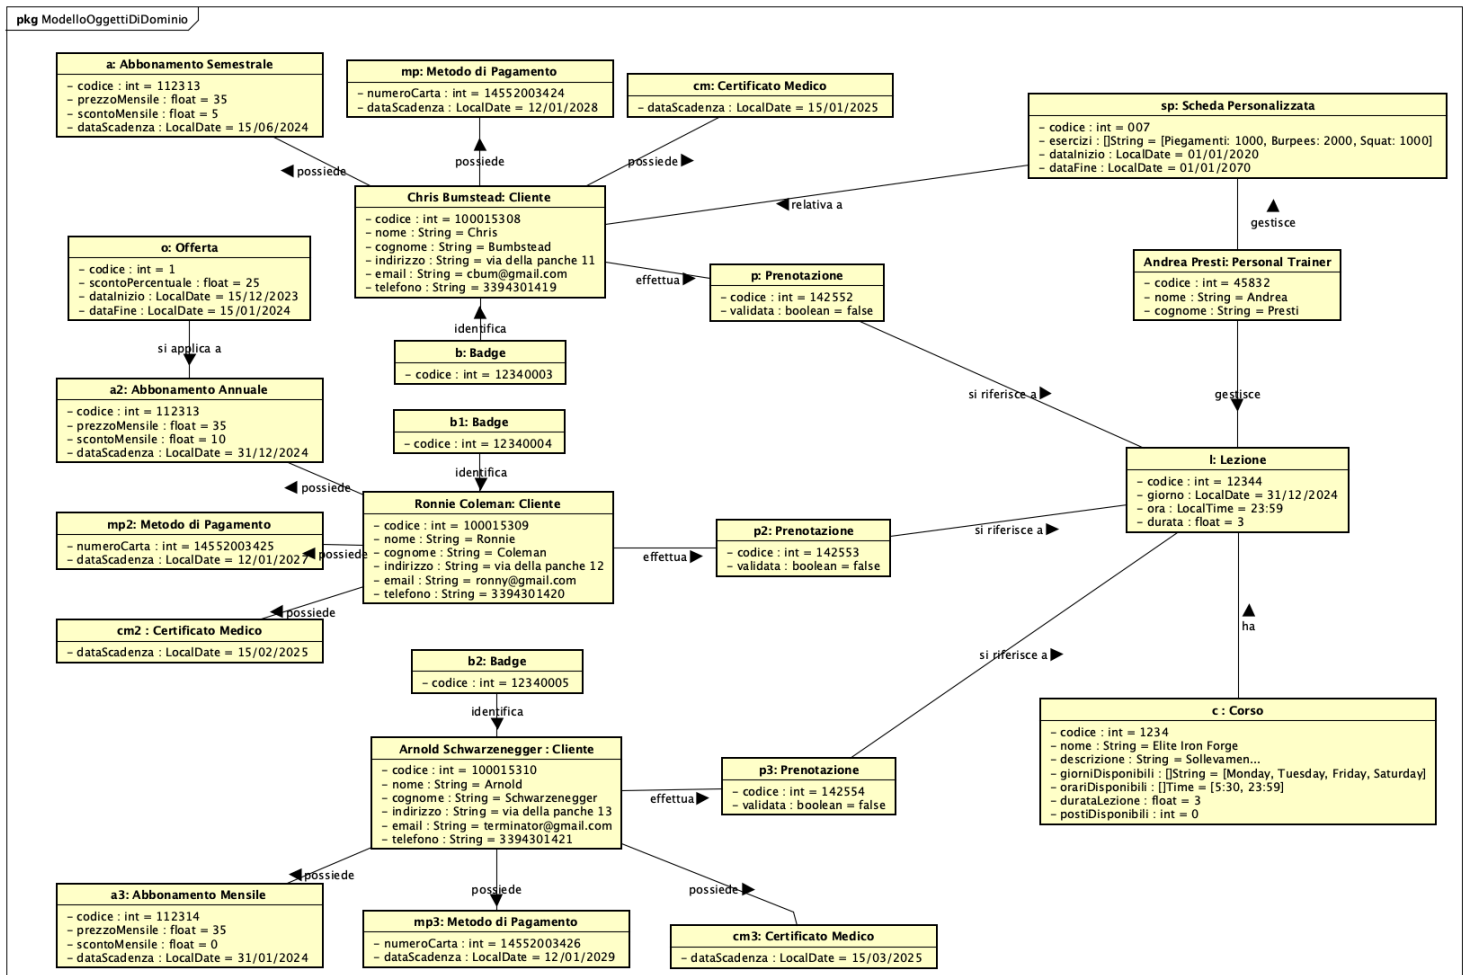 pkg ModelloOggettiDiDominio
a: Abbonamento Semestrale
– codice : int = 112313
– prezzoMensile : float = 35
– scontoMensile : float = 5
– dataScadenza : LocalDate = 15/06/2024
mp: Metodo di Pagamento
– numeroCarta : int = 14552003424
– dataScadenza : LocalDate = 12/01/2028
cm: Certificato Medico
– dataScadenza : LocalDate = 15/01/2025
sp: Scheda Personalizzata
– codice : int = 007
– esercizi : []String = [Piegamenti: 1000, Burpees: 2000, Squat: 1000]
– dataInizio : LocalDate = 01/01/2020
– dataFine : LocalDate = 01/01/2070
possiede
possiede
possiede
relativa a
gestisce
Chris Bumstead: Cliente
– codice : int = 100015308
– nome : String = Chris
– cognome : String = Bumbstead
– indirizzo : String = via della panche 11
– email : String = cbum@gmail.com
– telefono : String = 3394301419
o: Offerta
– codice : int = 1
– scontoPercentuale : float = 25
– dataInizio : LocalDate = 15/12/2023
– dataFine : LocalDate = 15/01/2024
effettua
p: Prenotazione
– codice : int = 142552
– validata : boolean = false
Andrea Presti: Personal Trainer
– codice : int = 45832
– nome : String = Andrea
– cognome : String = Presti
identifica
si applica a
b: Badge
– codice : int = 12340003
si riferisce a
gestisce
a2: Abbonamento Annuale
– codice : int = 112313
– prezzoMensile : float = 35
– scontoMensile : float = 10
– dataScadenza : LocalDate = 31/12/2024
b1: Badge
– codice : int = 12340004
identifica
possiede
l: Lezione
– codice : int = 12344
– giorno : LocalDate = 31/12/2024
– ora : LocalTime = 23:59
– durata : float = 3
Ronnie Coleman: Cliente
– codice : int = 100015309
– nome : String = Ronnie
– cognome : String = Coleman
– indirizzo : String = via della panche 12
– email : String = ronny@gmail.com
– telefono : String = 3394301420
mp2: Metodo di Pagamento
– numeroCarta : int = 14552003425
– dataScadenza : LocalDate = 12/01/2027
possiede
effettua
p2: Prenotazione
– codice : int = 142553
– validata : boolean = false
si riferisce a
possiede
cm2 : Certificato Medico
– dataScadenza : LocalDate = 15/02/2025
ha
b2: Badge
– codice : int = 12340005
si riferisce a
identifica
c : Corso
– codice : int = 1234
– nome : String = Elite Iron Forge
– descrizione : String = Sollevamen...
– giorniDisponibili : []String = [Monday, Tuesday, Friday, Saturday]
– orariDisponibili : []Time = [5:30, 23:59]
– durataLezione : float = 3
– postiDisponibili : int = 0
Arnold Schwarzenegger : Cliente
– codice : int = 100015310
– nome : String = Arnold
– cognome : String = Schwarzenegger
– indirizzo : String = via della panche 13
– email : String = terminator@gmail.com
– telefono : String = 3394301421
effettua
p3: Prenotazione
– codice : int = 142554
– validata : boolean = false
possiede
possiede
possiede
a3: Abbonamento Mensile
– codice : int = 112314
– prezzoMensile : float = 35
– scontoMensile : float = 0
– dataScadenza : LocalDate = 31/01/2024
mp3: Metodo di Pagamento
– numeroCarta : int = 14552003426
– dataScadenza : LocalDate = 12/01/2029
cm3: Certificato Medico
– dataScadenza : LocalDate = 15/03/2025